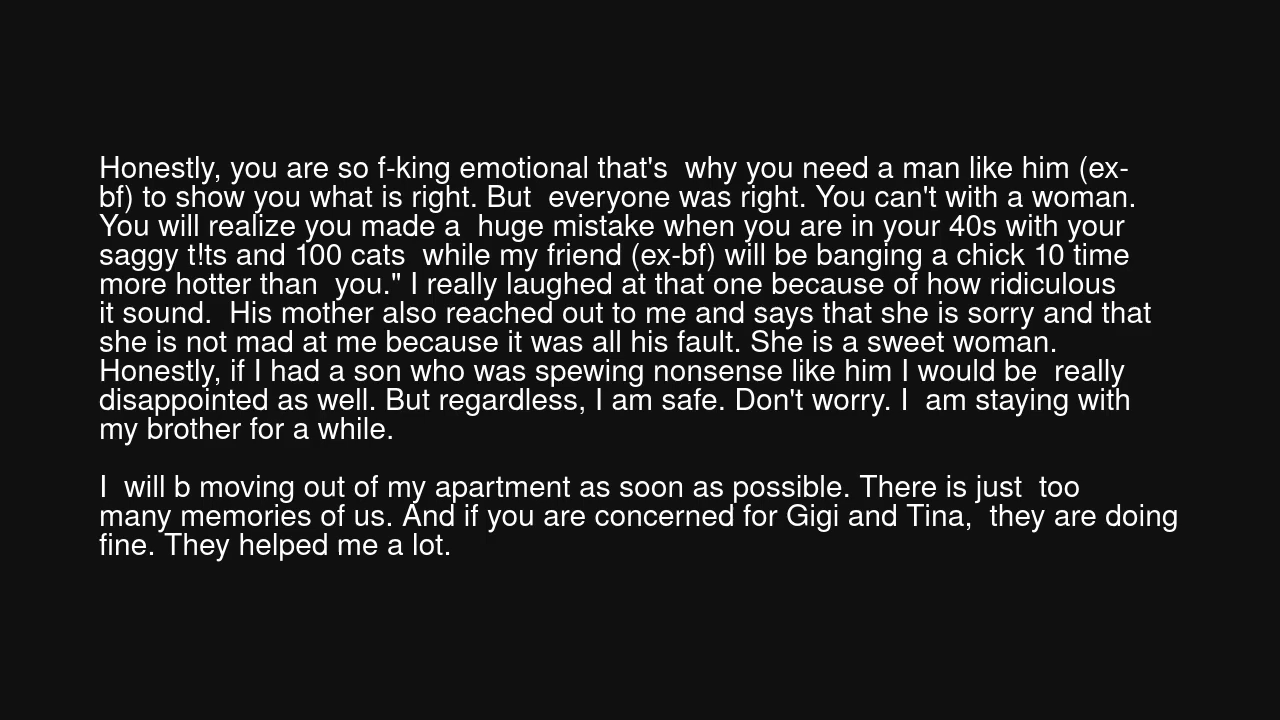 Honestly, you are so f-king emotional that's  why you need a man like him (ex-
bf) to show you what is right. But  everyone was right. You can't with a woman.
You will realize you made a  huge mistake when you are in your 40s with your
saggy t!ts and 100 cats  while my friend (ex-bf) will be banging a chick 10 time
more hotter than  you." I really laughed at that one because of how ridiculous
it sound.  His mother also reached out to me and says that she is sorry and that
she is not mad at me because it was all his fault. She is a sweet woman.
Honestly, if I had a son who was spewing nonsense like him I would be  really
disappointed as well. But regardless, I am safe. Don't worry. I  am staying with
my brother for a while.

I  will b moving out of my apartment as soon as possible. There is just  too
many memories of us. And if you are concerned for Gigi and Tina,  they are doing
fine. They helped me a lot.